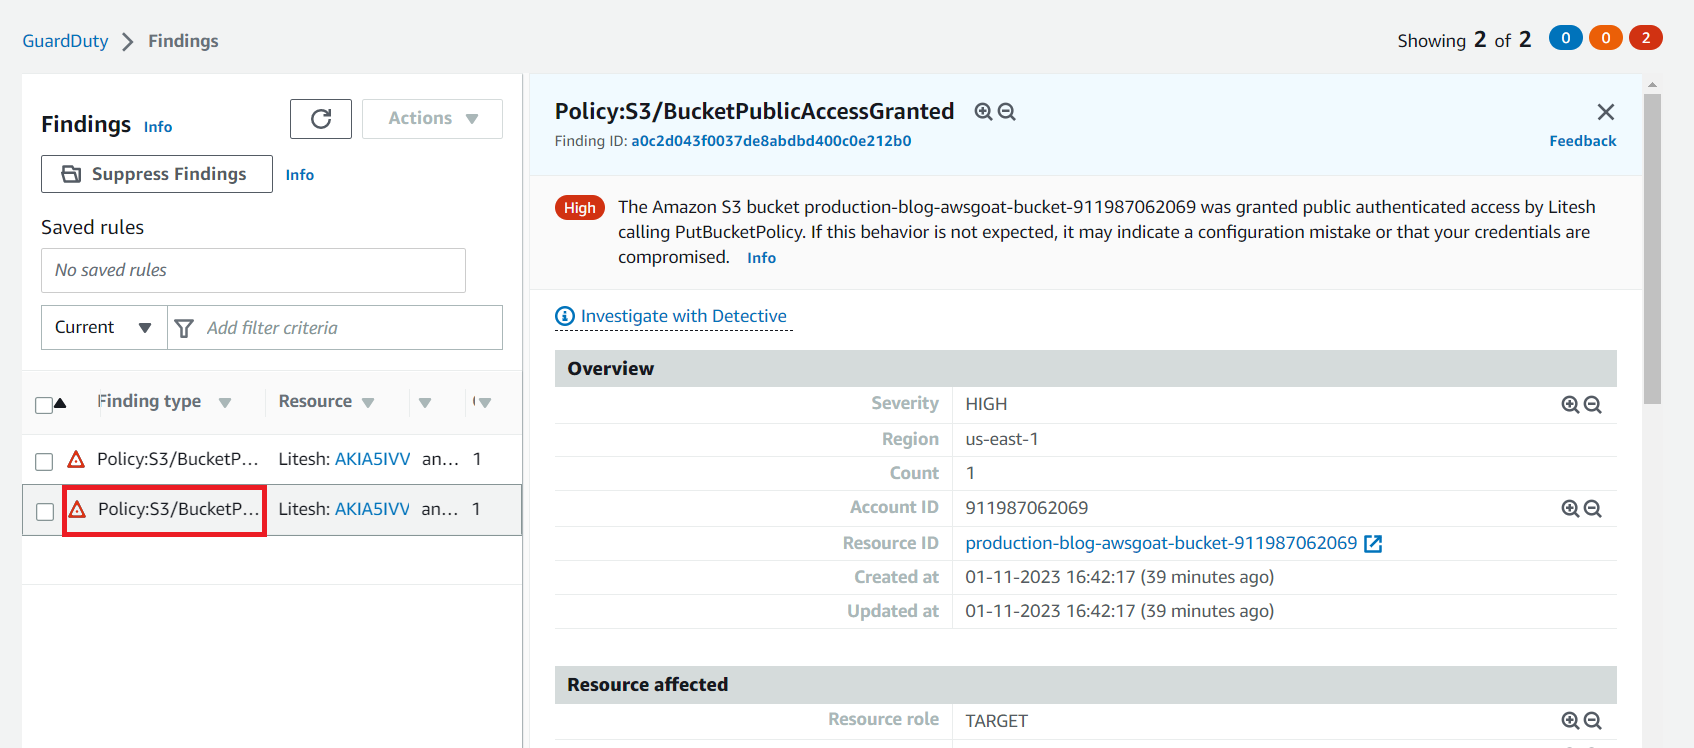 GuardDuty > Findings
Showing 2 of 2 0 0 2
Findings Info
Actions
Suppress Findings Info
Saved rules
No saved rules
Current Add filter criteria
Finding type Resource
Policy:S3/BucketP... Litesh: AKIA5IVV an... 1
Policy:S3/BucketP... Litesh: AKIA5IVV an... 1
Policy:S3/BucketPublicAccessGranted
Finding ID: a0c2d043f0037de8abdbd400c0e212b0
Feedback
High The Amazon S3 bucket production-blog-awsgoat-bucket-911987062069 was granted public authenticated access by Litesh
calling PutBucketPolicy. If this behavior is not expected, it may indicate a configuration mistake or that your credentials are
compromised. Info
Investigate with Detective
Overview
Severity HIGH
Region us-east-1
Count 1
Account ID 911987062069
Resource ID production-blog-awsgoat-bucket-911987062069
Created at 01-11-2023 16:42:17 (39 minutes ago)
Updated at 01-11-2023 16:42:17 (39 minutes ago)
Resource affected
Resource role TARGET